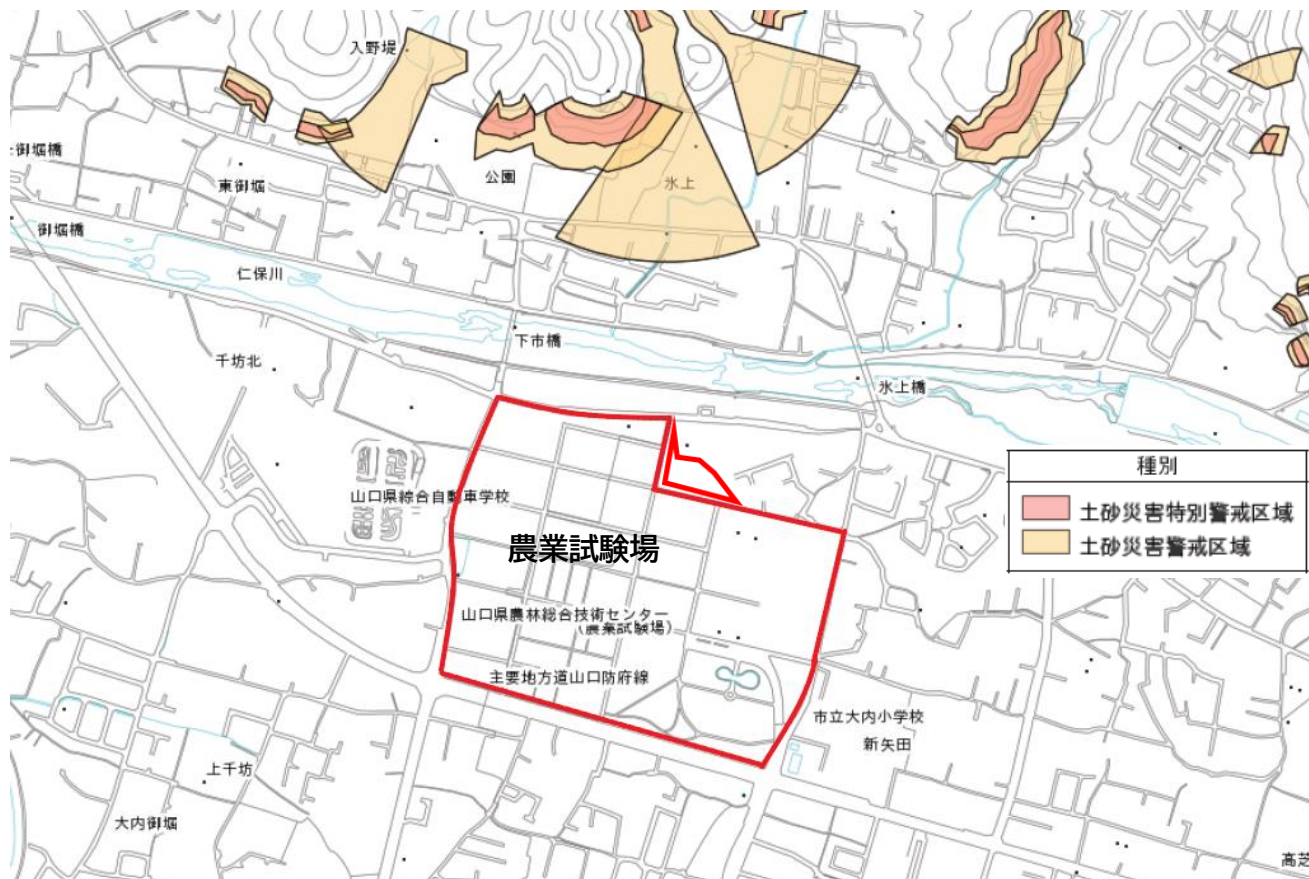 入野堤
御堀橋
東御堀
公園
氷上
御堀橋
仁保川
下市橋
千坊北
氷上橋
種別
土砂災害特別警戒区域
土砂災害警戒区域
山口県総合自動車学校
農業試験場
山口県農林総合技術センター
(農業試験場)
主要地方道山口防府線
市立大内小学校
新矢田
上千坊
大内御堀
高芝